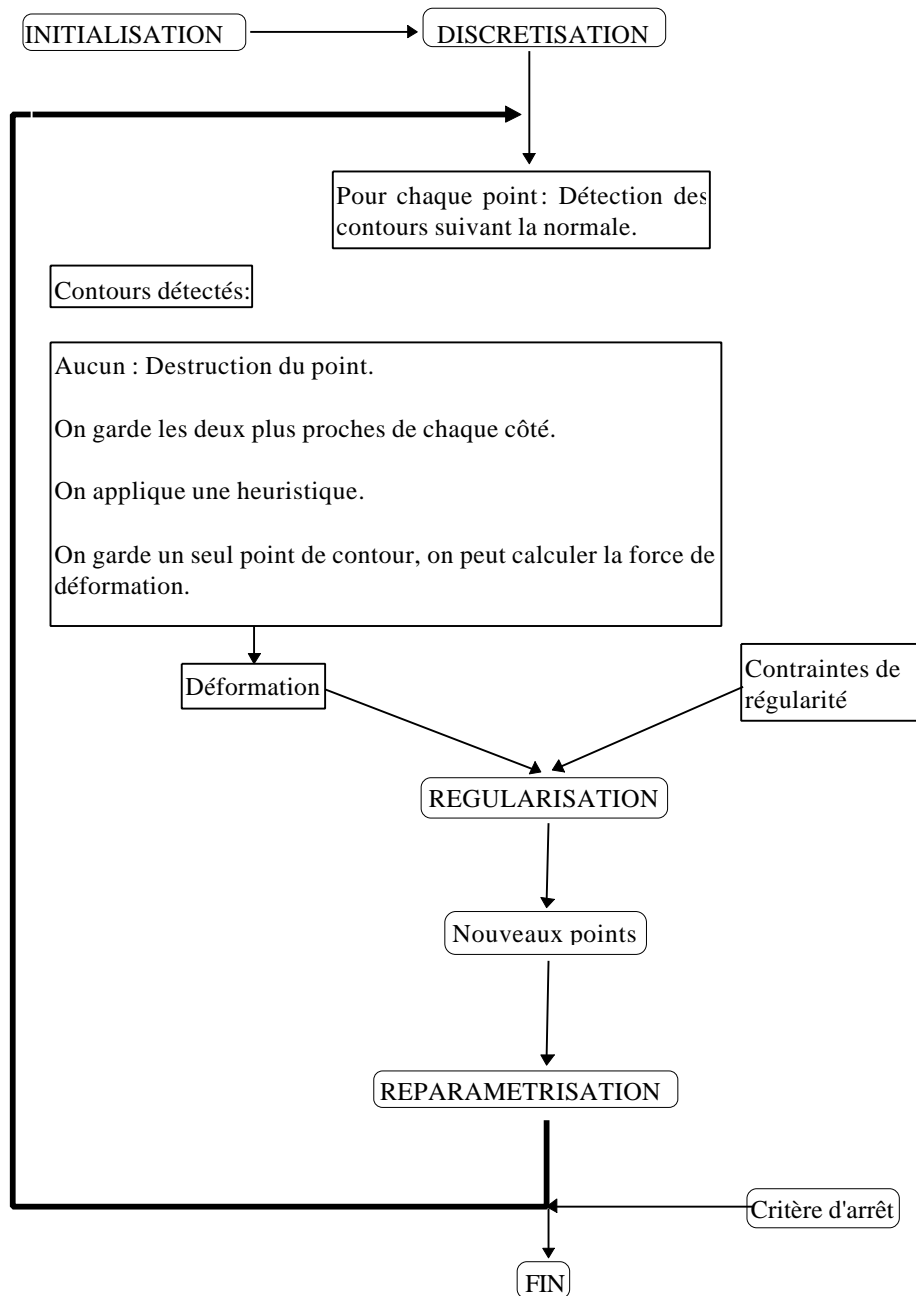 INITIALISATION
DISCRETISATION
Pour chaque point: Détection des
contours suivant la normale.
Contours détectés:
Aucun : Destruction du point.
On garde les deux plus proches de chaque côté.
On applique une heuristique.
On garde un seul point de contour, on peut calculer la force de
déformation.
Déformation
Contraintes de
régularité
REGULARISATION
Nouveaux points
REPARAMETRISATION
Critère d'arrêt
FIN